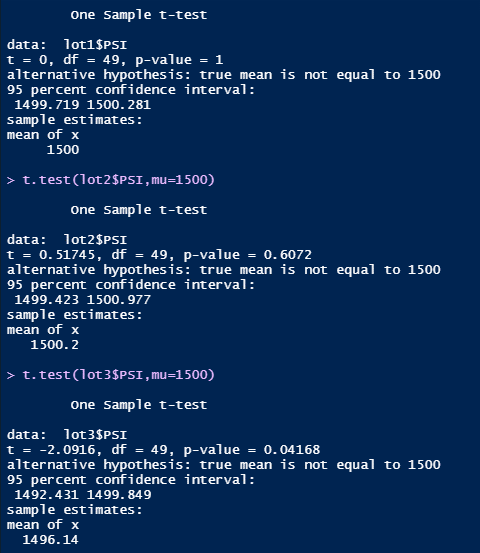 One Sample t-test
data:  lot1$PSI
t = 0, df = 49, p-value = 1
alternative hypothesis: true mean is not equal to 1500
95 percent confidence interval:
1499.719 1500.281
sample estimates:
mean of x
1500
> t.test(lot2$PSI,mu=1500)
One Sample t-test
data:  lot2$PSI
t = 0.51745, df = 49, p-value = 0.6072
alternative hypothesis: true mean is not equal to 1500
95 percent confidence interval:
1499.423 1500.977
sample estimates:
mean of x
1500.2
> t.test(lot3$PSI,mu=1500)
One Sample t-test
data:  lot3$PSI
t = -2.0916, df = 49, p-value = 0.04168
alternative hypothesis: true mean is not equal to 1500
95 percent confidence interval:
1492.431 1499.849
sample estimates:
mean of x
1496.14